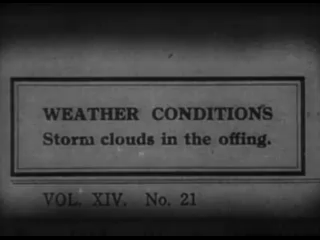 WEATHER CONDITIONS
Storm clouds in the offing.
VOL. XIV. No. 21